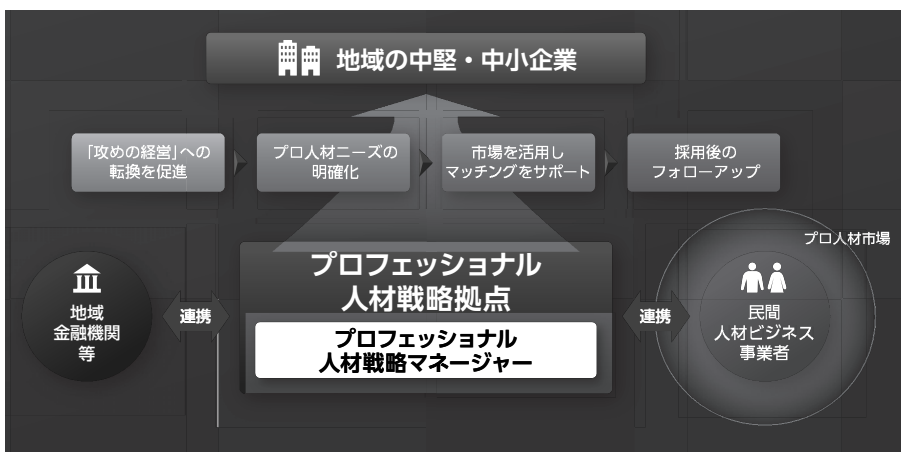 地域の中堅・中小企業
「攻めの経営」への
転換を促進
プロ人材ニーズの
明確化
市場を活用し
マッチングをサポート
採用後の
フォローアップ
プロフェッショナル
人材戦略拠点
プロフェッショナル
人材戦略マネージャー
地域
金融機関
等
連携
連携
プロ人材市場
民間
人材ビジネス
事業者